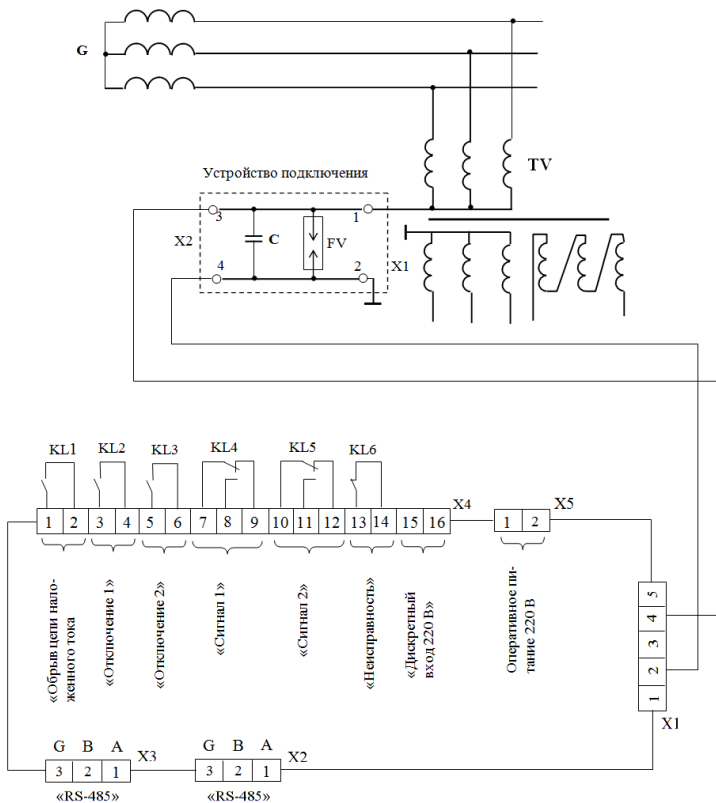 G
TV
Устройство подключения
3
1
X2
C
FV
4
2
X1
KL1
KL2
KL3
KL4
KL5
KL6
1 2 3 4 5 6 7 8 9 10 11 12 13 14 15 16
X4
1 2
X5
«Обрыв цепи нало-
женного тока
«Отключение 1»
«Отключение 2»
«Сигнал 1»
«Сигнал 2»
«Неисправность»
«Дискретный
вход 220 В»
Оперативное пи-
тание 220 В
5
4
3
2
1
X1
G B A
X3
3 2 1
«RS-485»
G B A
X2
3 2 1
«RS-485»